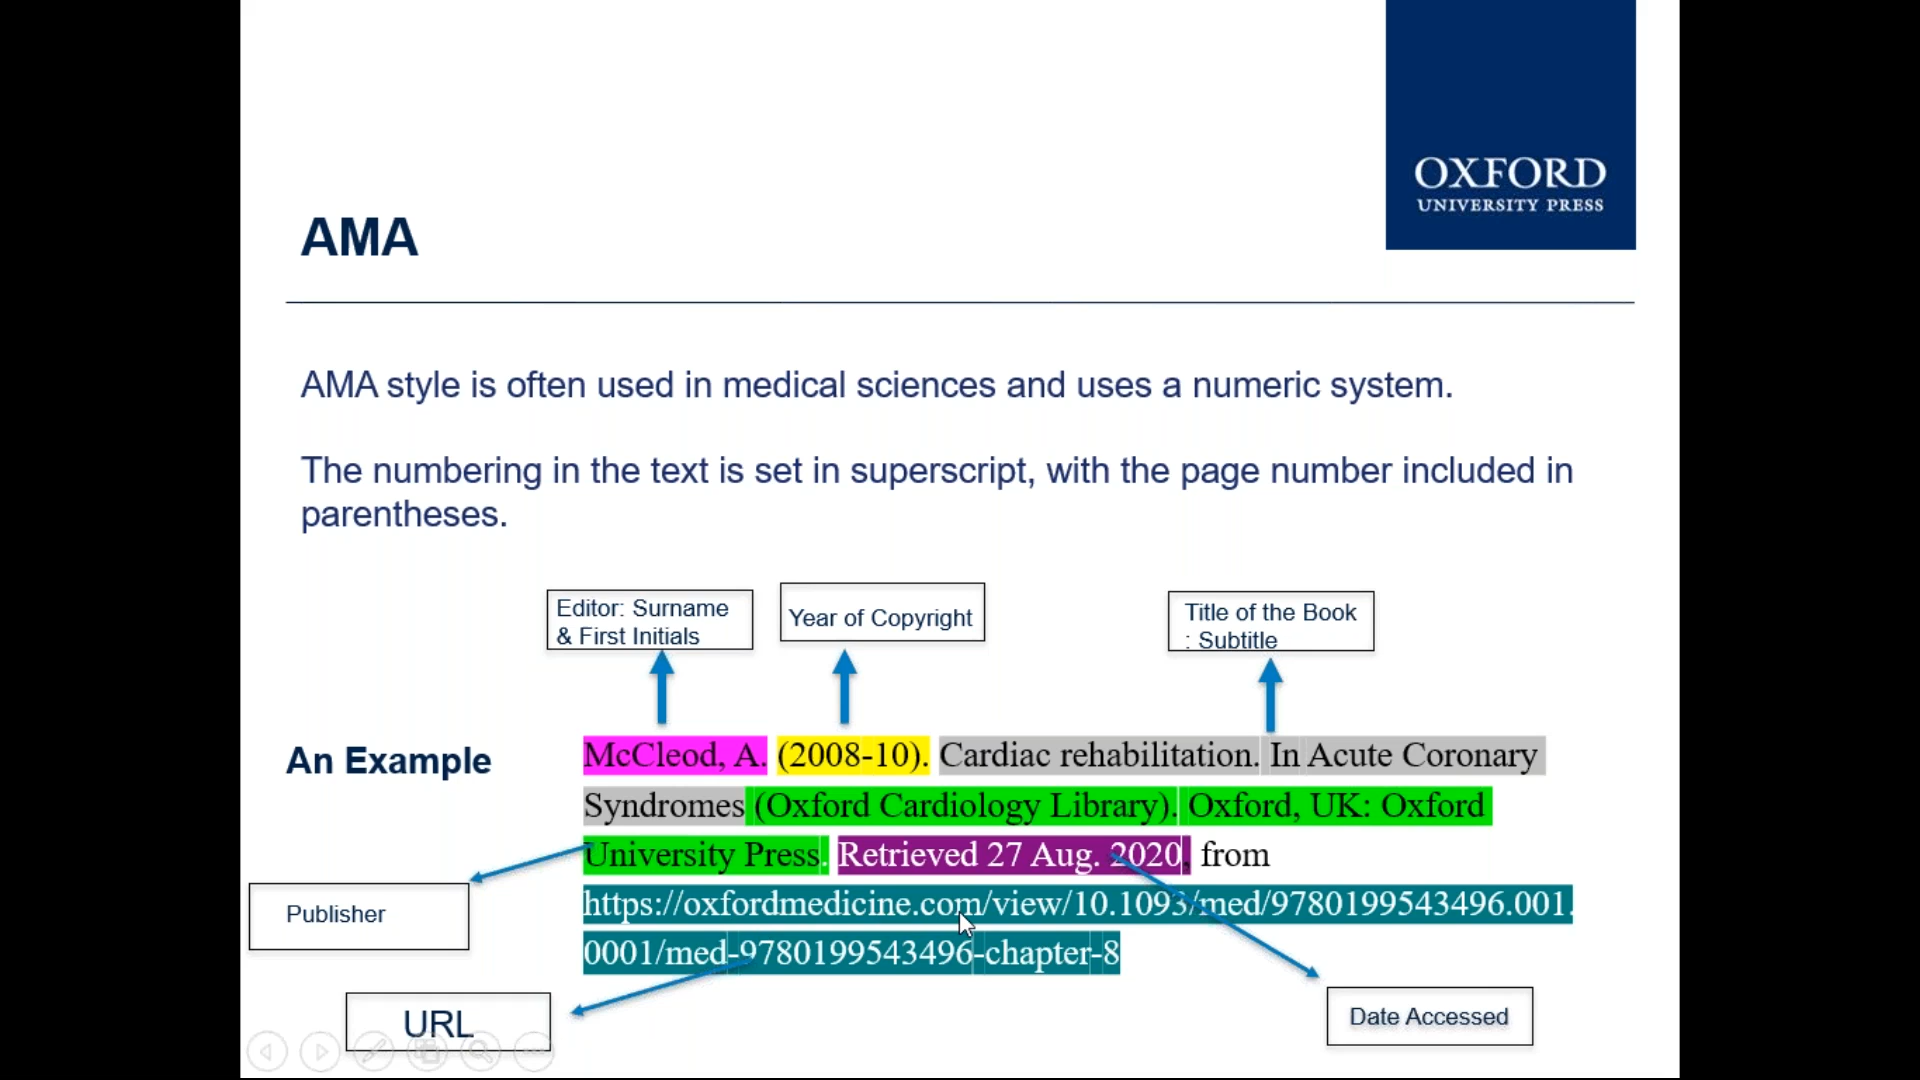 OXFORD
UNIVERSITY PRESS
AMA
AMA style is often used in medical sciences and uses a numeric system.
The numbering in the text is set in superscript, with the page number included in
parentheses.
Editor: Surname
& First Initials
Year of Copyright
Title of the Book
: Subtitle
An Example
McCleod, A. (2008-10). Cardiac rehabilitation. In Acute Coronary
Syndromes (Oxford Cardiology Library). Oxford, UK: Oxford
University Press. Retrieved 27 Aug. 2020, from
https://oxfordmedicine.com/view/10.1093/med/9780199543496.001.
0001/med-9780199543496-chapter-8
Publisher
URL
Date Accessed